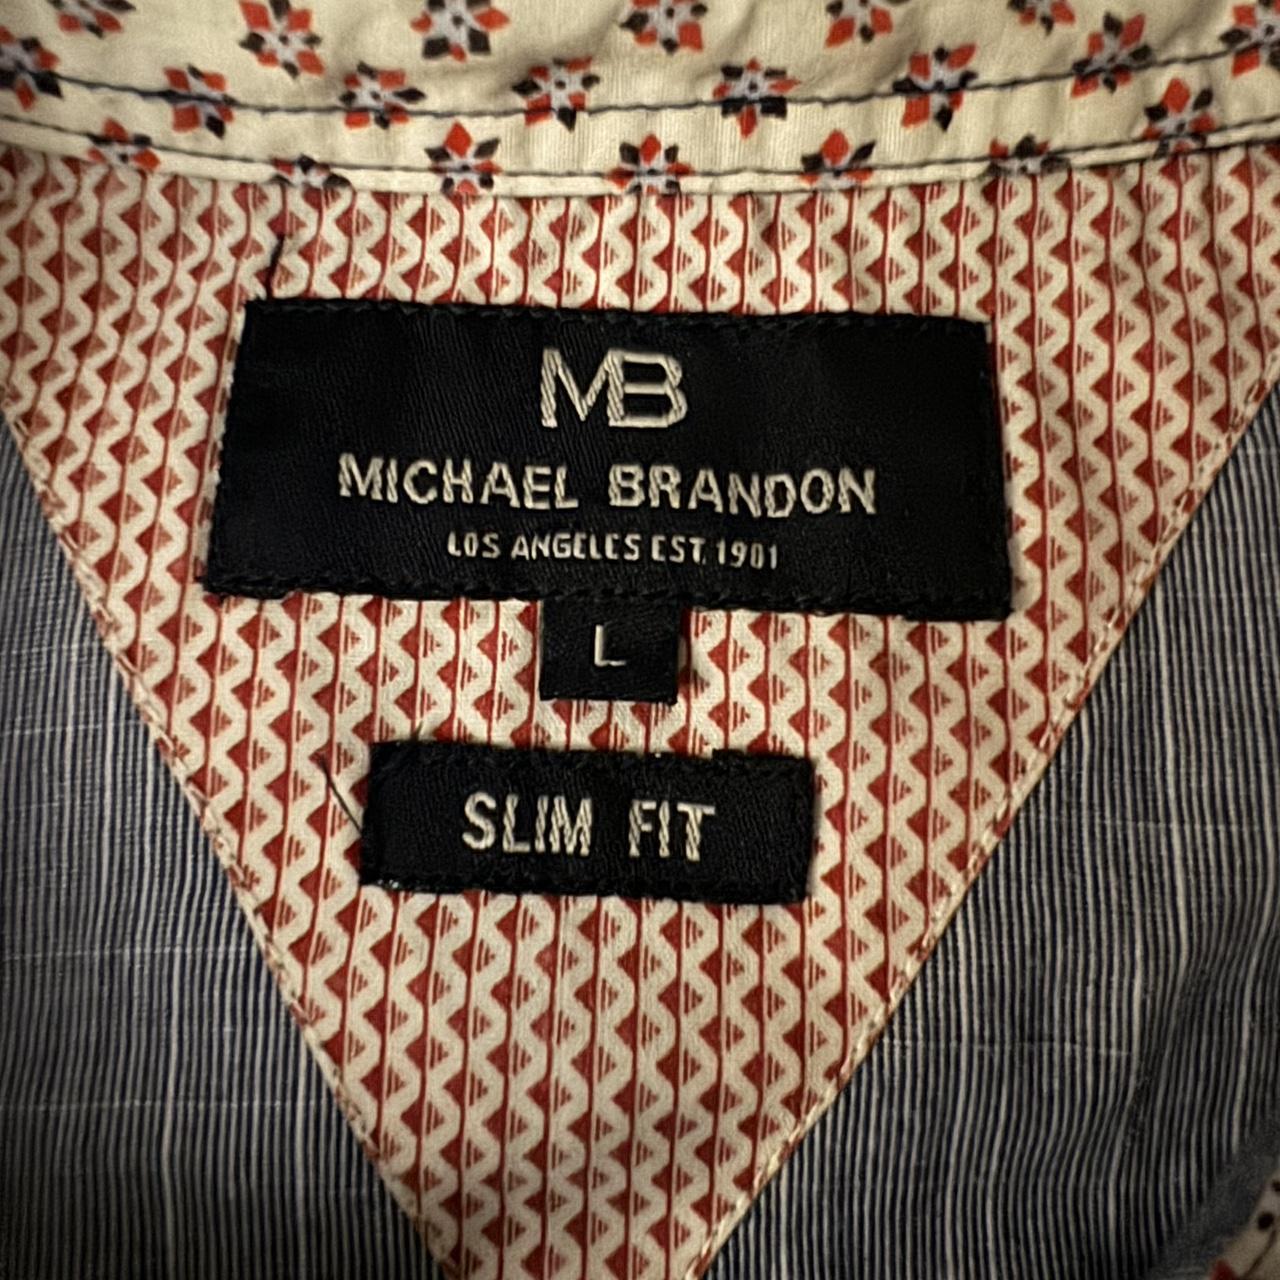 MB
MICHAEL BRANDON
LOS ANGELES EST. 1901
L
SLIM FIT